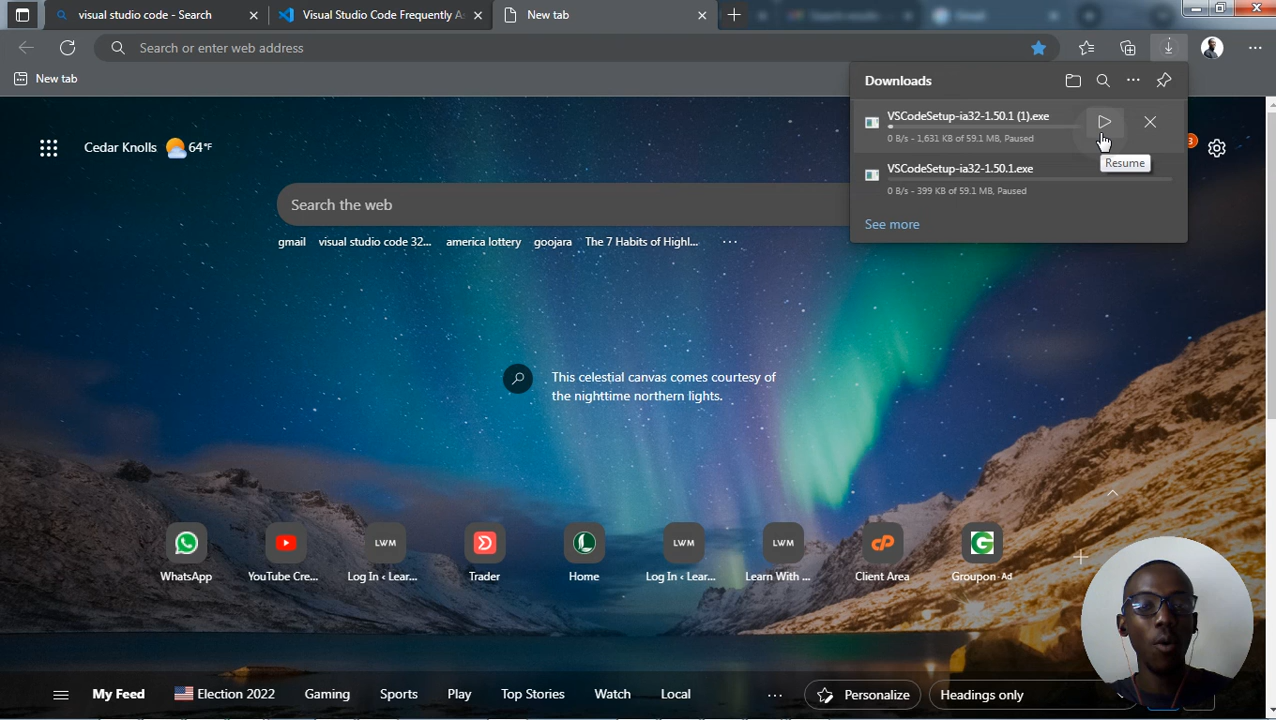 visual studio code - Search
Visual Studio Code Frequently As
New tab
Search or enter web address
New tab
Downloads
VSCodeSetup-ia32-1.50.1 (1).exe
0 B/s - 1,631 KB of 59.1 MB, Paused
Resume
VSCodeSetup-ia32-1.50.1.exe
0 B/s - 399 KB of 59.1 MB, Paused
See more
Cedar Knolls 64°F
3
Search the web
gmail visual studio code 32... america lottery goojara The 7 Habits of Highl... ...
This celestial canvas comes courtesy of
the nighttime northern lights.
LWM LWM LWM
WhatsApp YouTube Cre... Log In ‹ Lear... Trader Home Log In ‹ Lear... Learn With ... Client Area Groupon · Ad
My Feed Election 2022 Gaming Sports Play Top Stories Watch Local ... Personalize Headings only